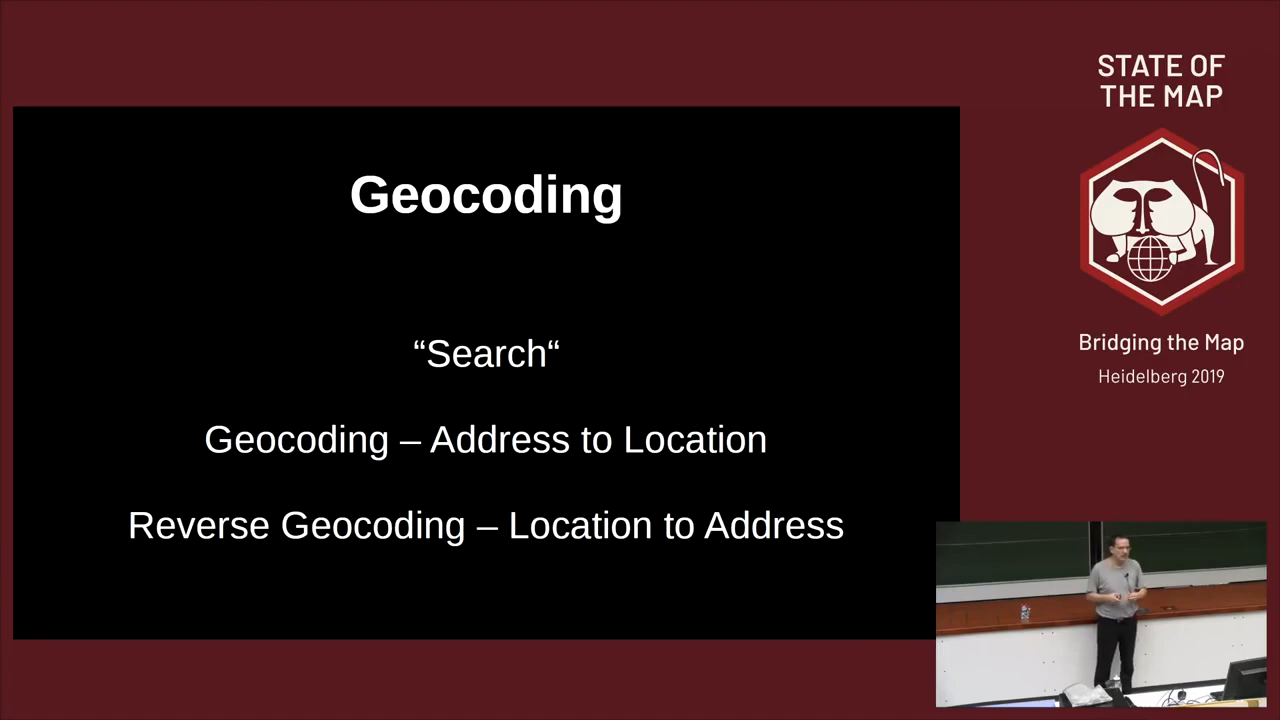 STATE OF
THE MAP
Geocoding
“Search“
Geocoding – Address to Location
Reverse Geocoding – Location to Address
Bridging the Map
Heidelberg 2019